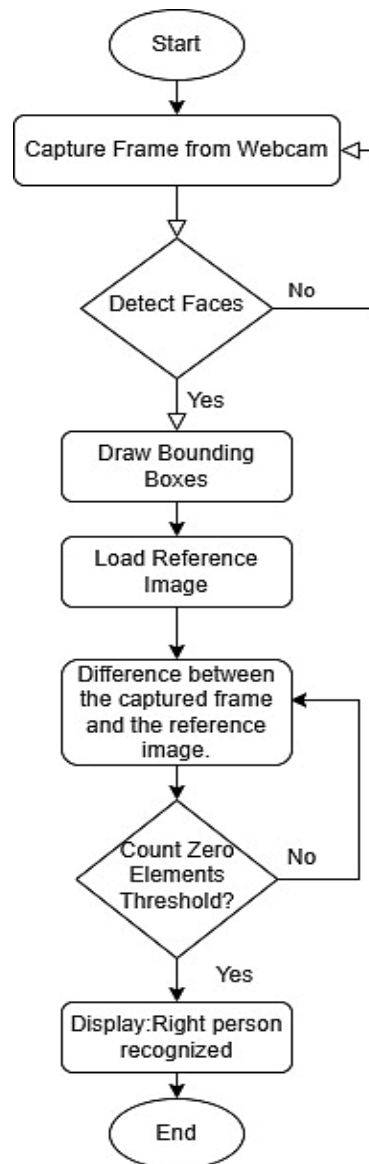 Start
Capture Frame from Webcam
Detect Faces
No
Yes
Draw Bounding
Boxes
Load Reference
Image
Difference between
the captured frame
and the reference
image.
Count Zero
Elements
Threshold?
No
Yes
Display:Right person
recognized
End